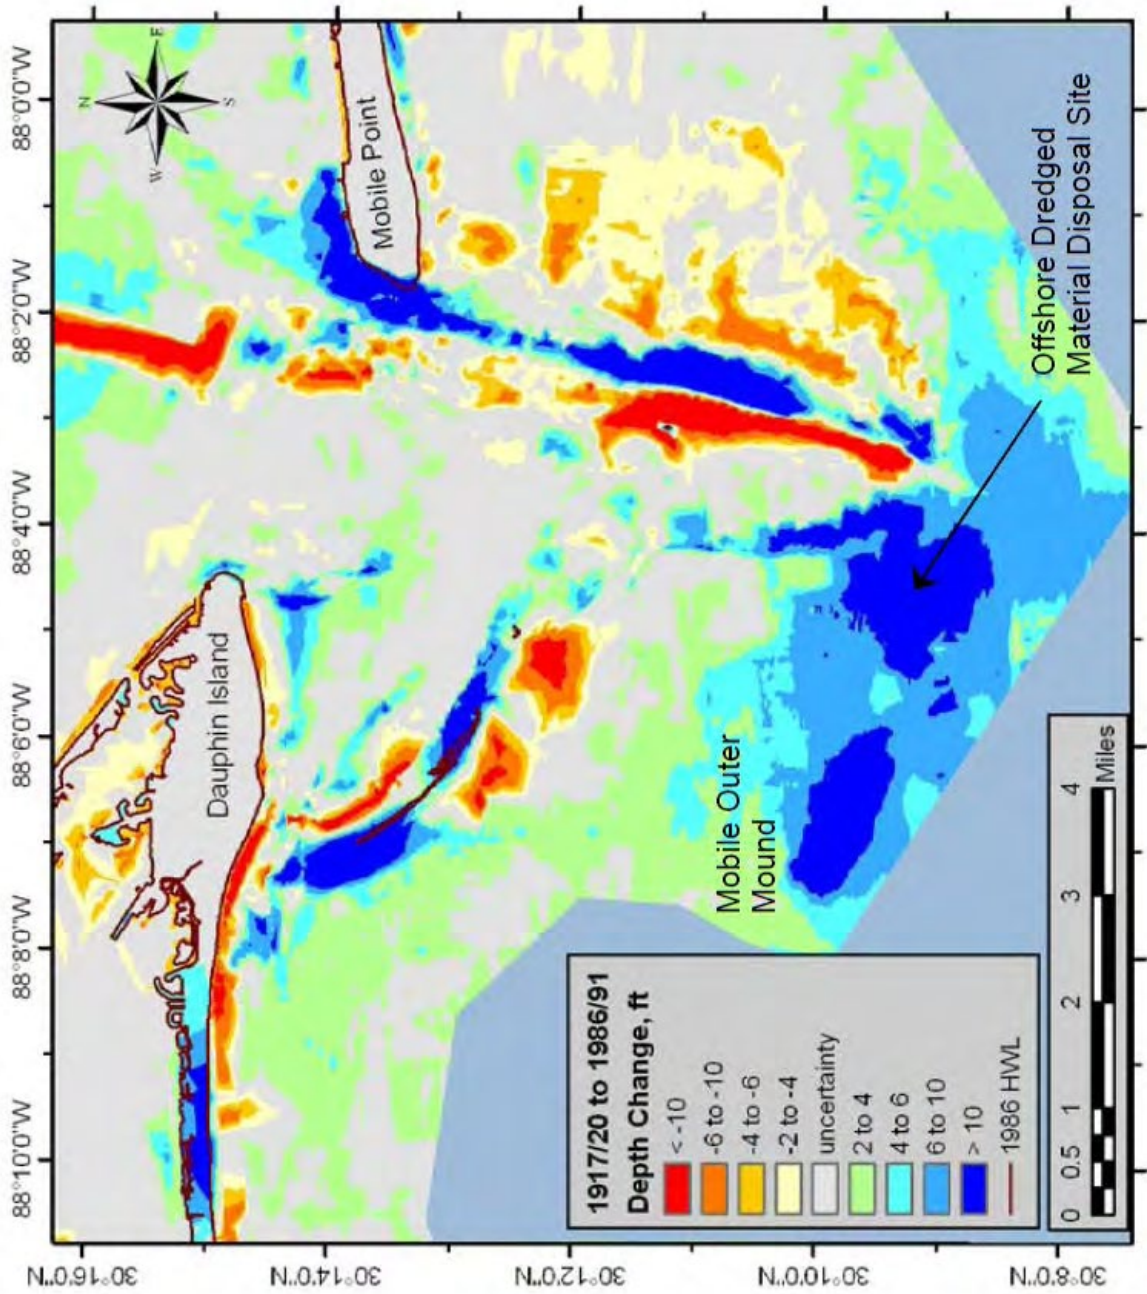 88°10'0"W
88°8'0"W
88°6'0"W
88°4'0"W
88°2'0"W
88°0'0"W
N
E
S
W
30°16'0"N
30°14'0"N
30°12'0"N
30°10'0"N
30°8'0"N
Dauphin Island
Mobile Point
Mobile Outer
Mound
Offshore Dredged
Material Disposal Site
1917/20 to 1986/91
Depth Change, ft
< -10
-6 to -10
-4 to -6
-2 to -4
uncertainty
2 to 4
4 to 6
6 to 10
> 10
1986 HWL
0 0.5 1 2 3 4
Miles